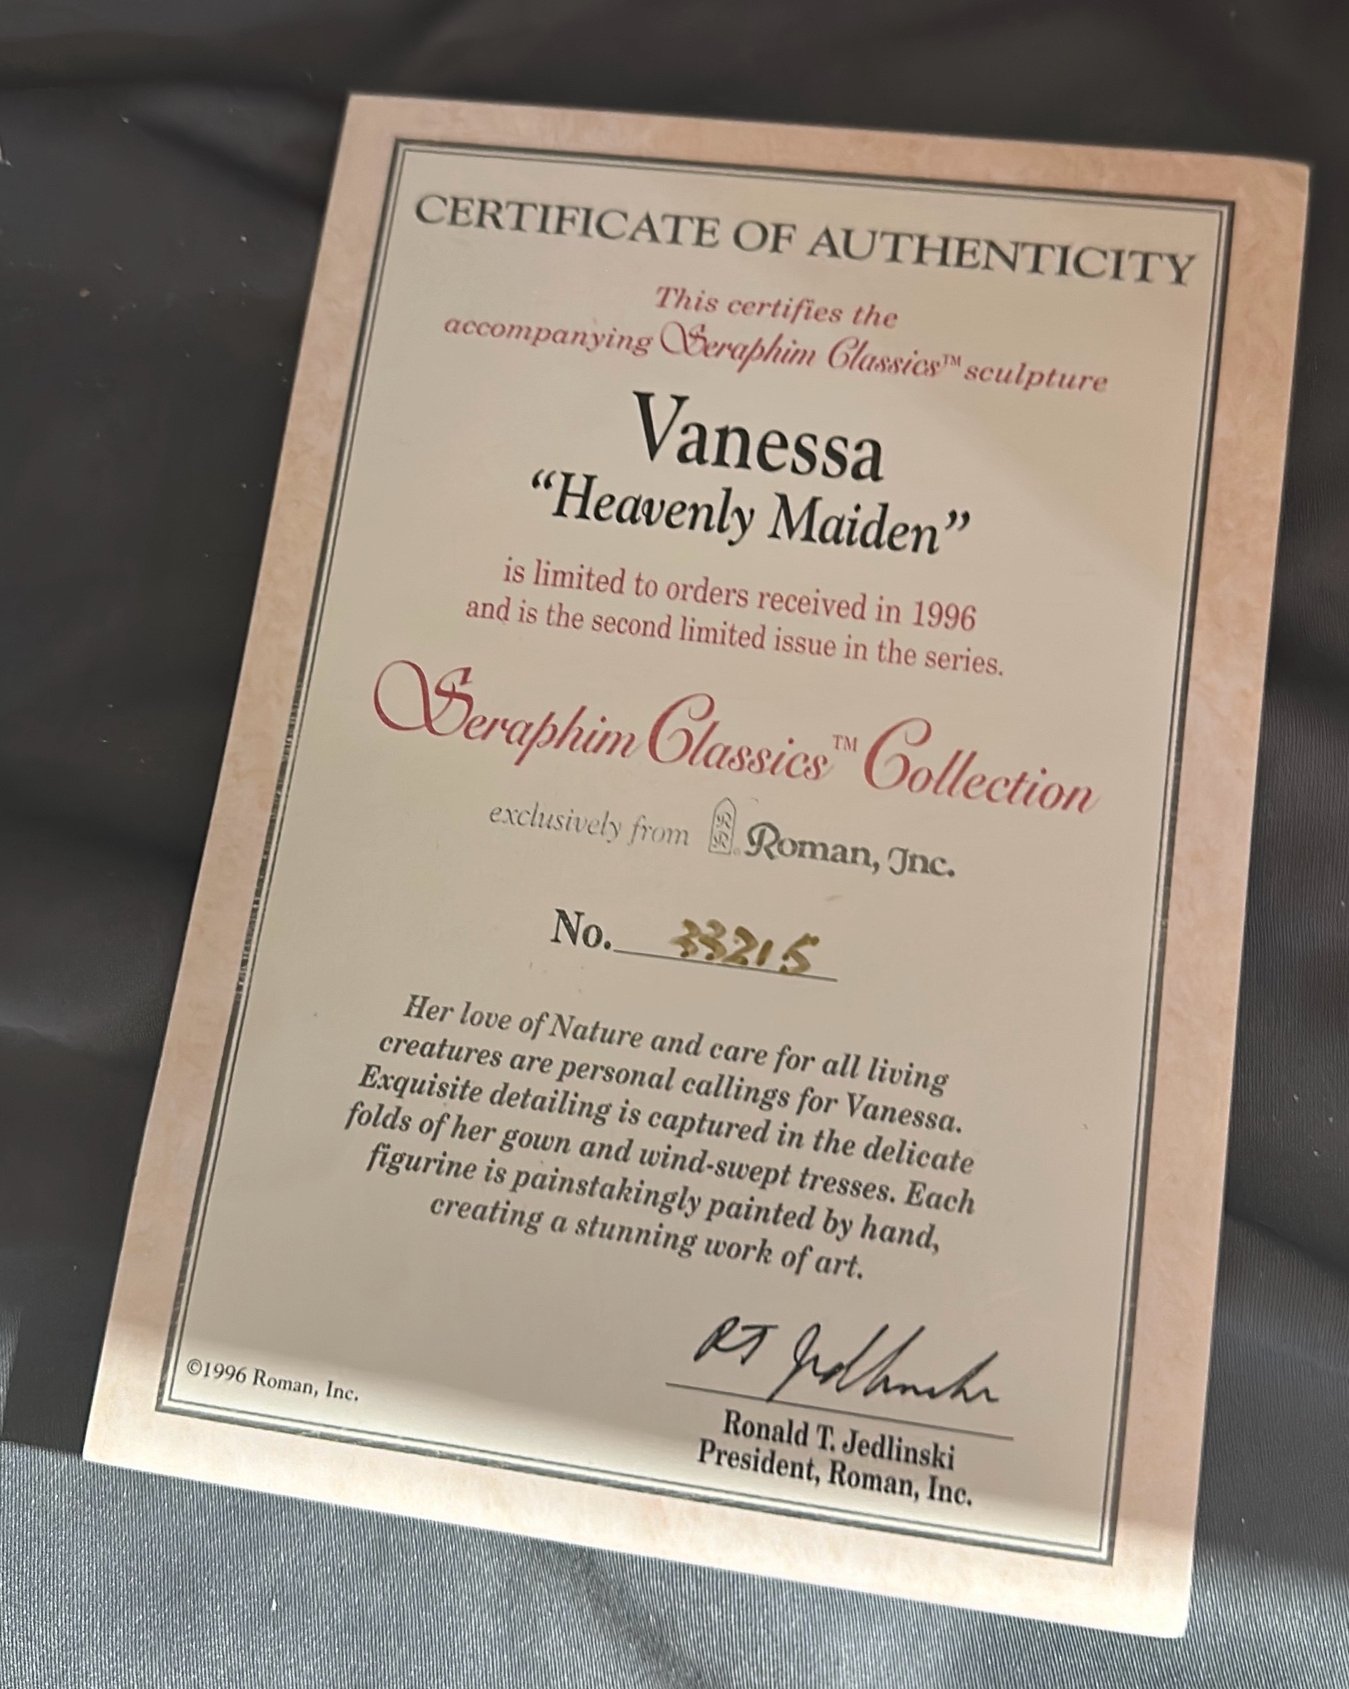 CERTIFICATE OF AUTHENTICITY
This certifies the
accompanying Seraphim Classics™ sculpture
Vanessa
“Heavenly Maiden”
is limited to orders received in 1996
and is the second limited issue in the series.
Seraphim Classics™ Collection
exclusively from R R ® Roman, Inc.
No. 33215
Her love of Nature and care for all living
creatures are personal callings for Vanessa.
Exquisite detailing is captured in the delicate
folds of her gown and wind-swept tresses. Each
figurine is painstakingly painted by hand,
creating a stunning work of art.
RT Jedlinski
©1996 Roman, Inc.
Ronald T. Jedlinski
President, Roman, Inc.